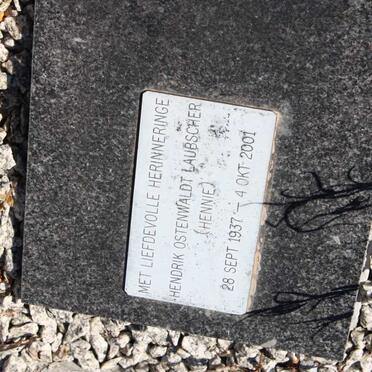 MET LIEFDEVOLLE HERINNERINGE
HENDRIK OSTENWALDT LAUBSCHER
(HENNIE)
28 SEPT 1937 — 4 OKT 2001